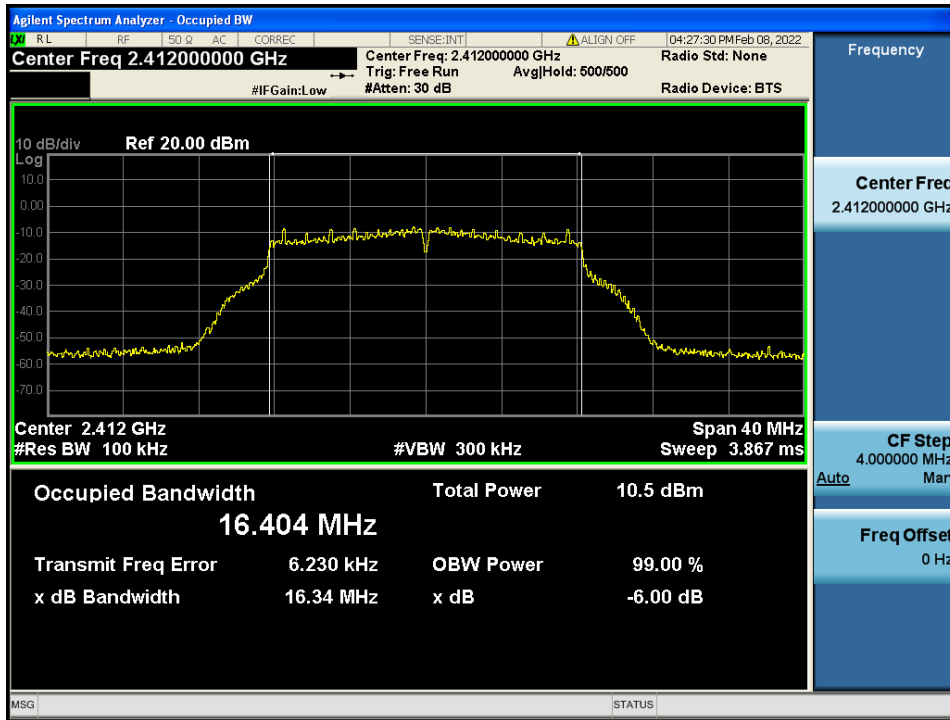 Agilent Spectrum Analyzer - Occupied BW
LXI RL RF 50 Ω AC CORREC SENSE:INT ALIGN OFF 04:27:30 PM Feb 08, 2022
Center Freq 2.412000000 GHz
Center Freq: 2.412000000 GHz
Radio Std: None
Trig: Free Run
Avg|Hold: 500/500
#IFGain:Low
#Atten: 30 dB
Radio Device: BTS
10 dB/div
Ref 20.00 dBm
Log
10.0
0.00
-10.0
-20.0
-30.0
-40.0
-50.0
-60.0
-70.0
Center 2.412 GHz
Span 40 MHz
#Res BW 100 kHz
#VBW 300 kHz
Sweep 3.867 ms
Occupied Bandwidth
Total Power 10.5 dBm
16.404 MHz
Transmit Freq Error 6.230 kHz
OBW Power 99.00 %
x dB Bandwidth 16.34 MHz
x dB -6.00 dB
Frequency
Center Freq
2.412000000 GHz
CF Step
4.000000 MHz
Auto Man
Freq Offset
0 Hz
MSG
STATUS